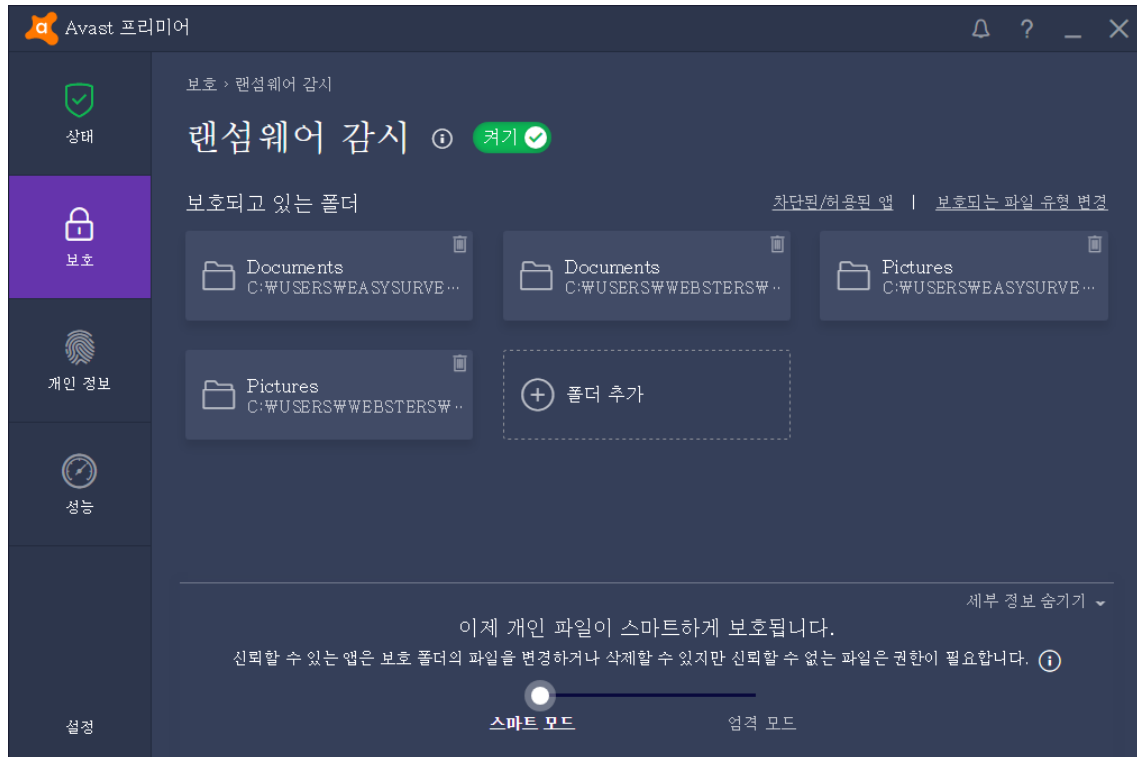 Avast 프리미어
상태
보호
개인 정보
성능
설정
보호 > 랜섬웨어 감시
랜섬웨어 감시 켜기
보호되고 있는 폴더
차단된/허용된 앱 | 보호되는 파일 유형 변경
Documents
C:₩USERS₩EASYSURVE…
Documents
C:₩USERS₩WEBSTERS₩..
Pictures
C:₩USERS₩EASYSURVE…
Pictures
C:₩USERS₩WEBSTERS₩..
폴더 추가
세부 정보 숨기기
이제 개인 파일이 스마트하게 보호됩니다.
신뢰할 수 있는 앱은 보호 폴더의 파일을 변경하거나 삭제할 수 있지만 신뢰할 수 없는 파일은 권한이 필요합니다.
스마트 모드
엄격 모드